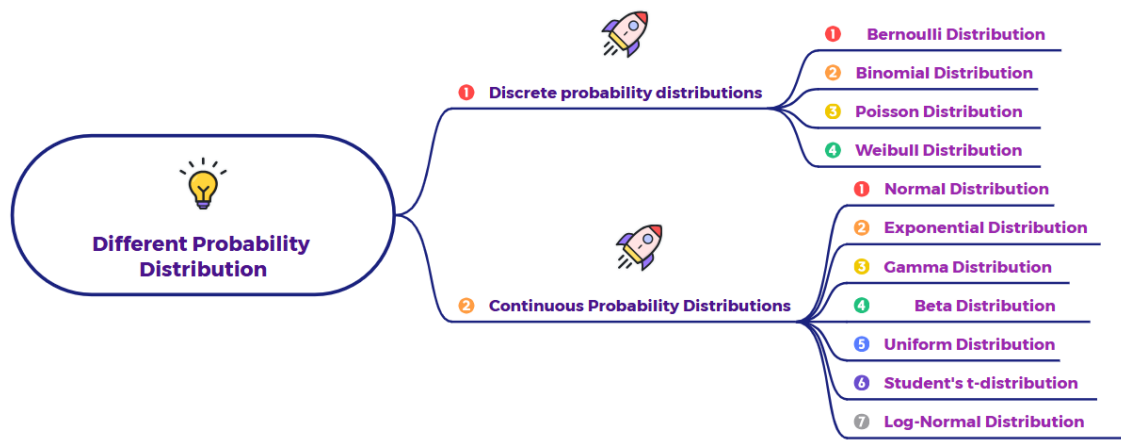 Different Probability
Distribution
1 Discrete probability distributions
1 Bernoulli Distribution
2 Binomial Distribution
3 Poisson Distribution
4 Weibull Distribution
2 Continuous Probability Distributions
1 Normal Distribution
2 Exponential Distribution
3 Gamma Distribution
4 Beta Distribution
5 Uniform Distribution
6 Student's t-distribution
7 Log-Normal Distribution